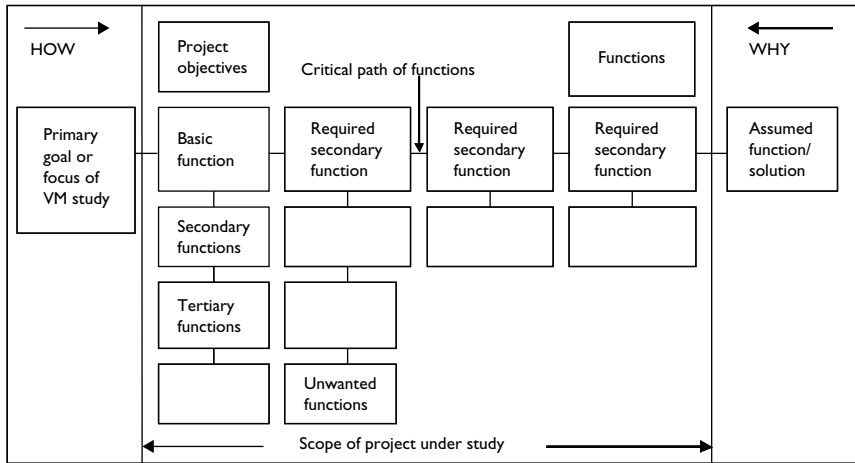 HOW
Project
objectives
Critical path of functions
Functions
WHY
Primary
goal or
focus of
VM study
Basic
function
Required
secondary
function
Required
secondary
function
Required
secondary
function
Assumed
function/
solution
Secondary
functions
Tertiary
functions
Unwanted
functions
Scope of project under study